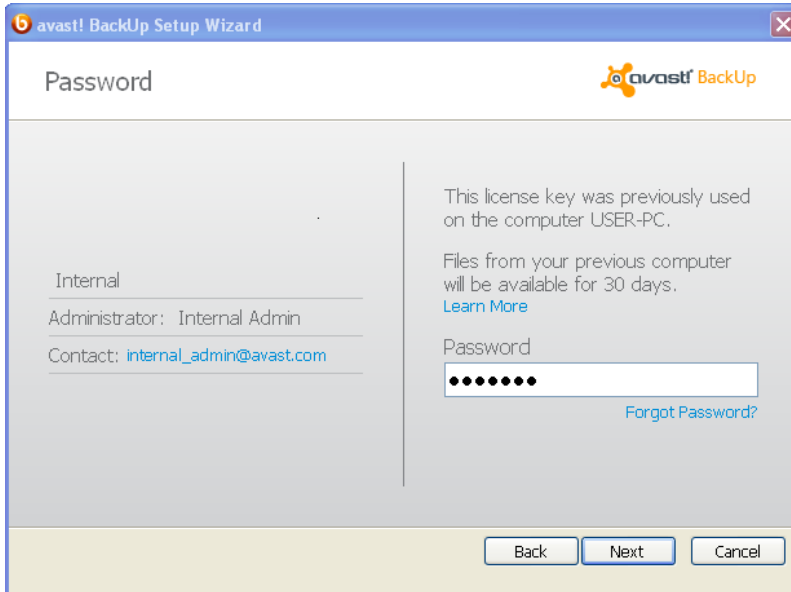 avast! BackUp Setup Wizard
Password
avast! BackUp
Internal
Administrator: Internal Admin
Contact: internal_admin@avast.com
This license key was previously used
on the computer USER-PC.
Files from your previous computer
will be available for 30 days.
Learn More
Password
●●●●●●●
Forgot Password?
Back
Next
Cancel